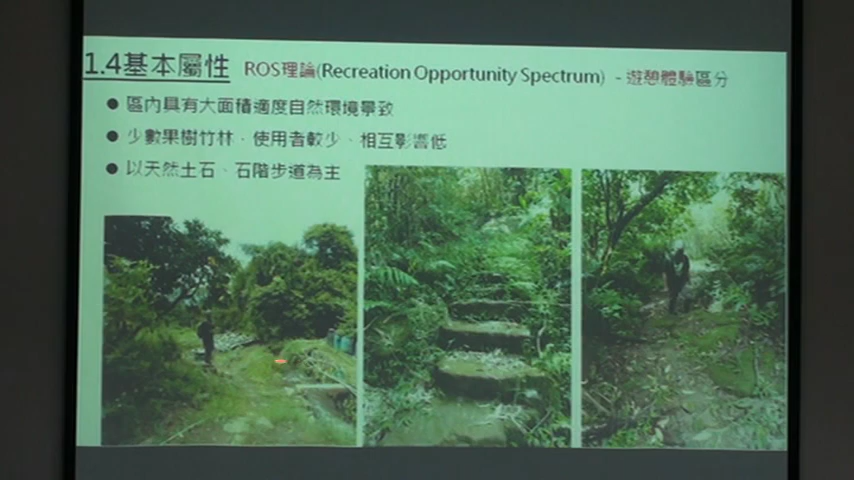 1.4基本屬性 ROS理論(Recreation Opportunity Spectrum) - 遊憩體驗區分
● 區內具有大面積適度自然環境景致
● 少數果樹竹林，使用者較少、相互影響低
● 以天然土石、石階步道為主